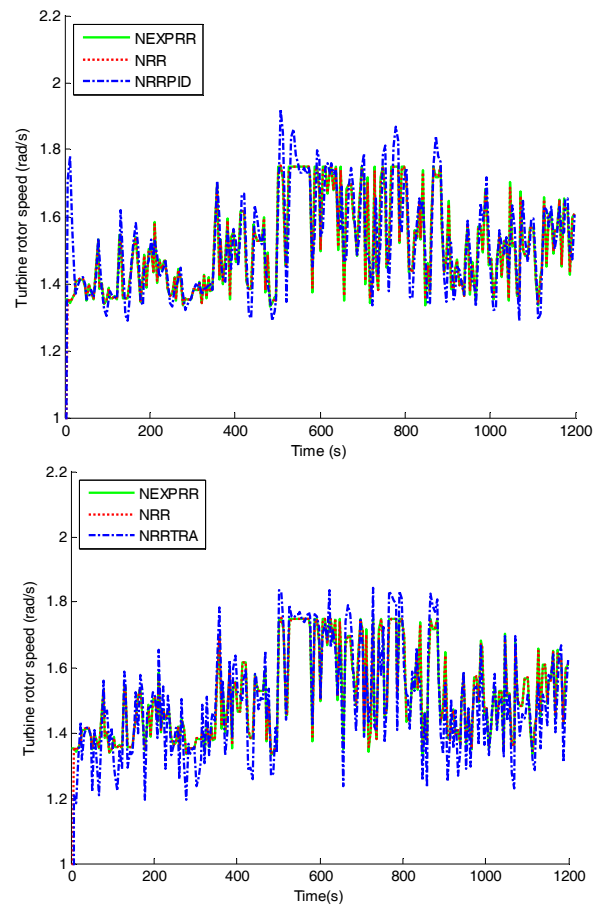 2.2
2
1.8
1.6
1.4
1.2
1
Turbine rotor speed (rad/s)
NEXPRR
NRR
NRRPID
0 200 400 600 800 1000 1200
Time (s)
2.2
2
1.8
1.6
1.4
1.2
1
Turbine rotor speed (rad/s)
NEXPRR
NRR
NRRTRA
0 200 400 600 800 1000 1200
Time(s)